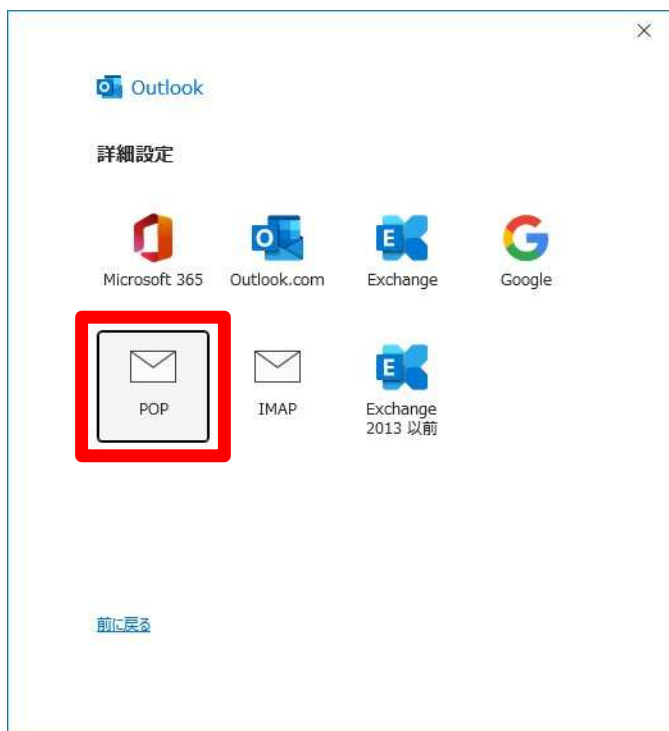 Outlook
詳細設定
Microsoft 365
Outlook.com
Exchange
Google
POP
IMAP
Exchange
2013 以前
前に戻る